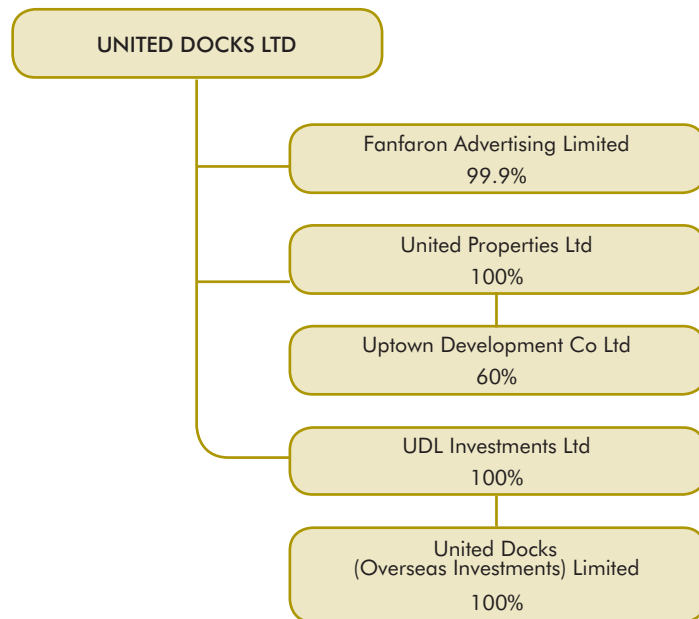 UNITED DOCKS LTD
Fanfaron Advertising Limited
99.9%
United Properties Ltd
100%
Uptown Development Co Ltd
60%
UDL Investments Ltd
100%
United Docks
(Overseas Investments) Limited
100%